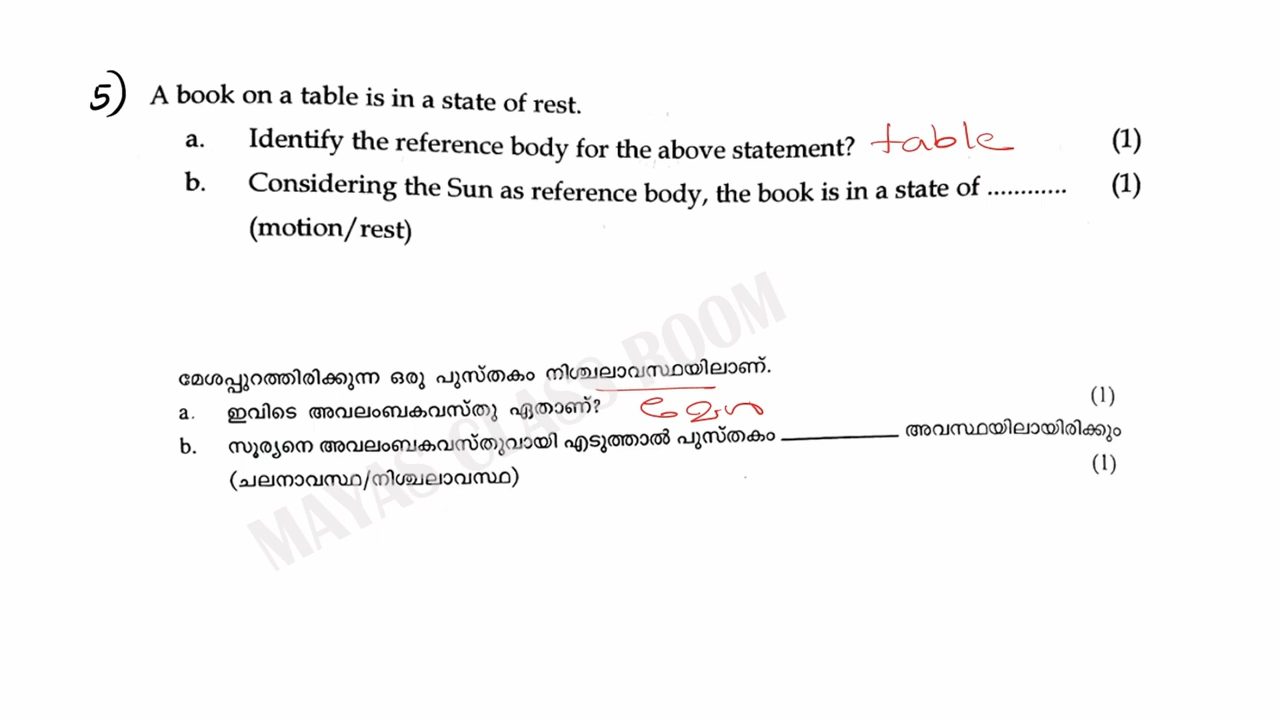 5) A book on a table is in a state of rest.
a. Identify the reference body for the above statement? table (1)
b. Considering the Sun as reference body, the book is in a state of ............ (1)
(motion/rest)
മേശപ്പുറത്തിരിക്കുന്ന ഒരു പുസ്തകം നിശ്ചലാവസ്ഥയിലാണ്.
a. ഇവിടെ അവലംബകവസ്തു ഏതാണ്? മേശ (1)
b. സൂര്യനെ അവലംബകവസ്തുവായി എടുത്താൽ പുസ്തകം ____________ അവസ്ഥയിലായിരിക്കും
(ചലനാവസ്ഥ/നിശ്ചലാവസ്ഥ) (1)
MAYAS CLASS ROOM